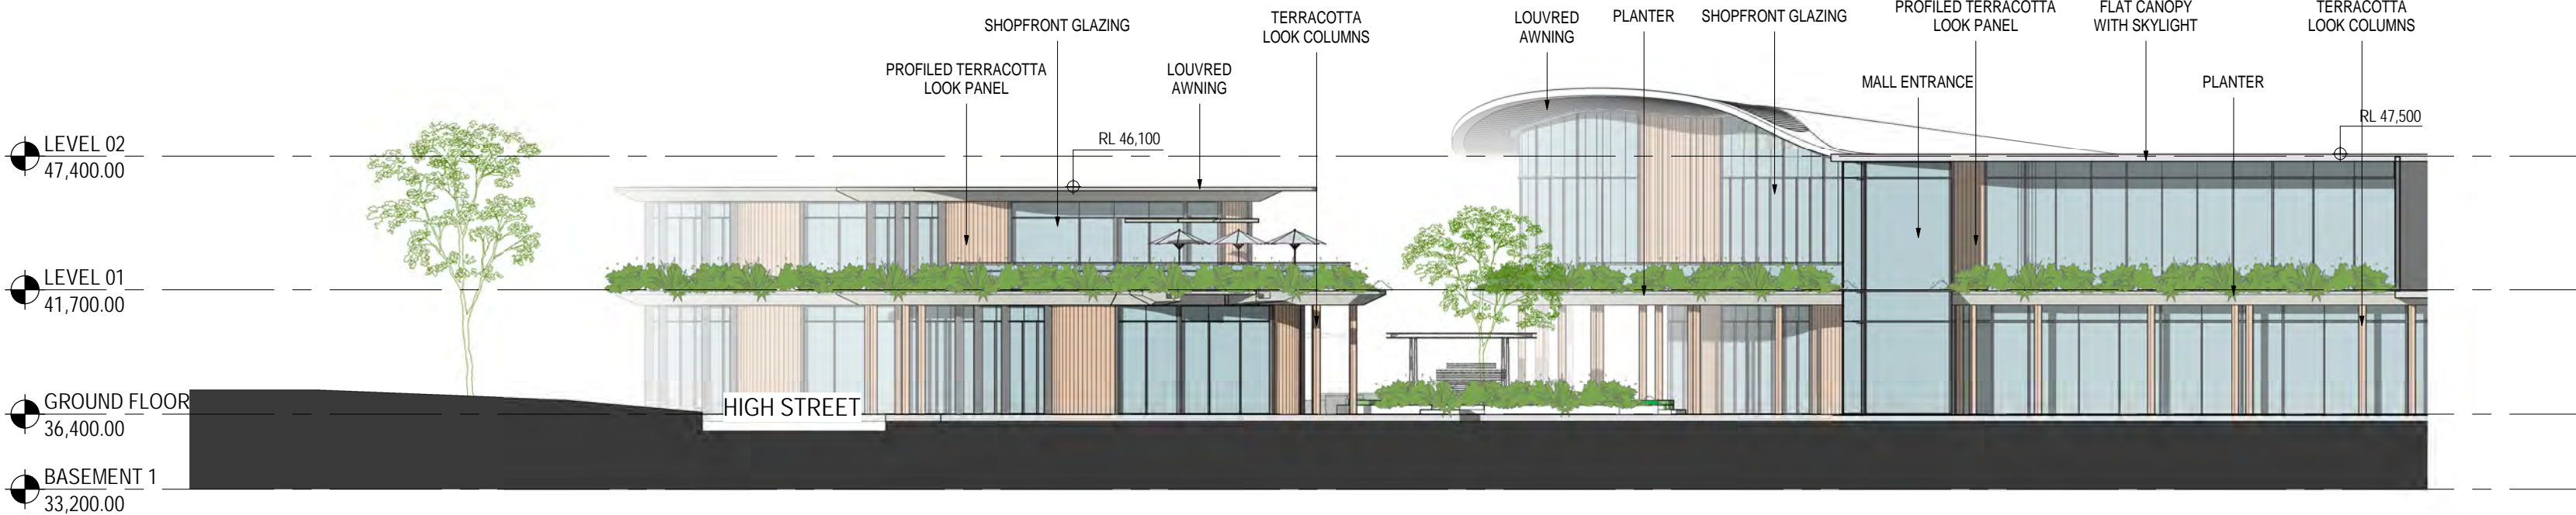 PROFILED TERRACOTTA
LOOK PANEL
FLAT CANOPY
WITH SKYLIGHT
TERRACOTTA
LOOK COLUMNS
SHOPFRONT GLAZING
TERRACOTTA
LOOK COLUMNS
LOUVRED
AWNING
PLANTER
SHOPFRONT GLAZING
PROFILED TERRACOTTA
LOOK PANEL
LOUVRED
AWNING
MALL ENTRANCE
PLANTER
RL 46,100
RL 47,500
LEVEL 02
47,400.00
LEVEL 01
41,700.00
GROUND FLOOR
36,400.00
HIGH STREET
BASEMENT 1
33,200.00